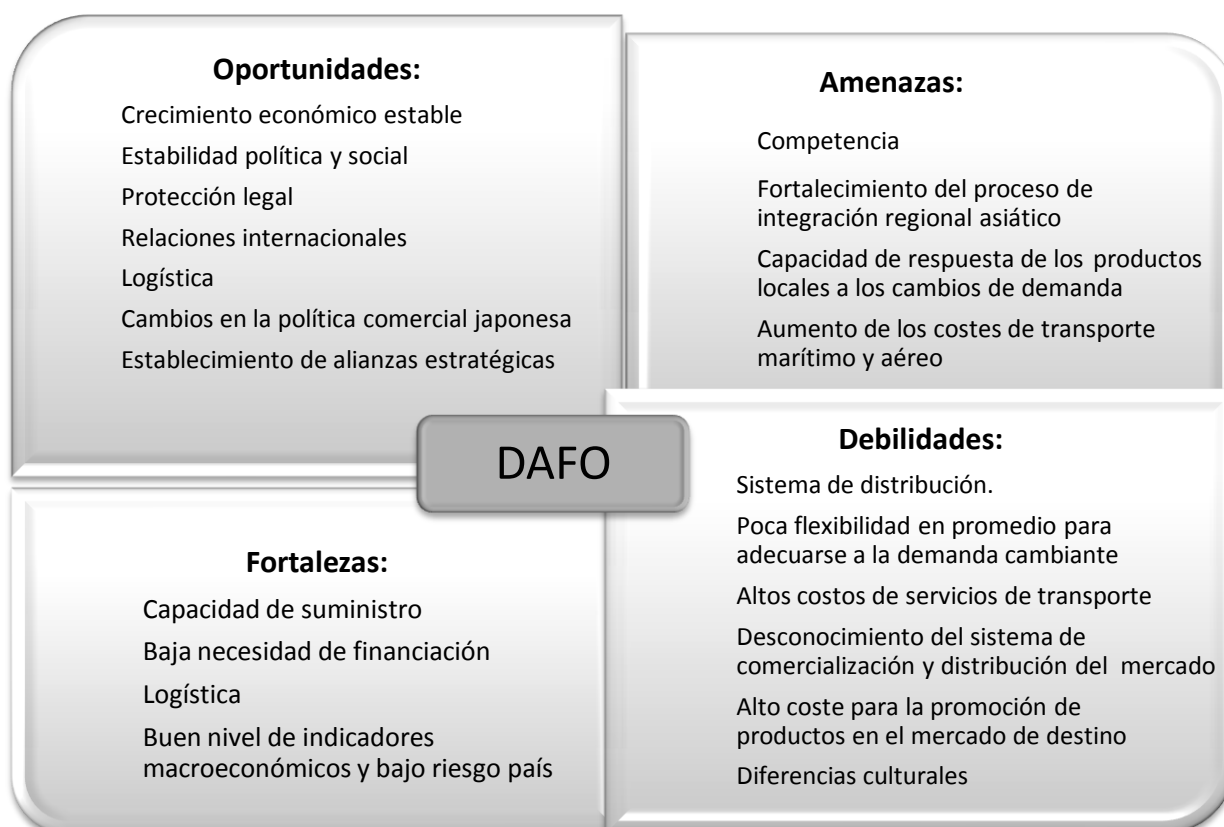 Oportunidades:
Crecimiento económico estable
Estabilidad política y social
Protección legal
Relaciones internacionales
Logística
Cambios en la política comercial japonesa
Establecimiento de alianzas estratégicas
Amenazas:
Competencia
Fortalecimiento del proceso de
integración regional asiático
Capacidad de respuesta de los productos
locales a los cambios de demanda
Aumento de los costes de transporte
marítimo y aéreo
DAFO
Fortalezas:
Capacidad de suministro
Baja necesidad de financiación
Logística
Buen nivel de indicadores
macroeconómicos y bajo riesgo país
Debilidades:
Sistema de distribución.
Poca flexibilidad en promedio para
adecuarse a la demanda cambiante
Altos costos de servicios de transporte
Desconocimiento del sistema de
comercialización y distribución del mercado
Alto coste para la promoción de
productos en el mercado de destino
Diferencias culturales